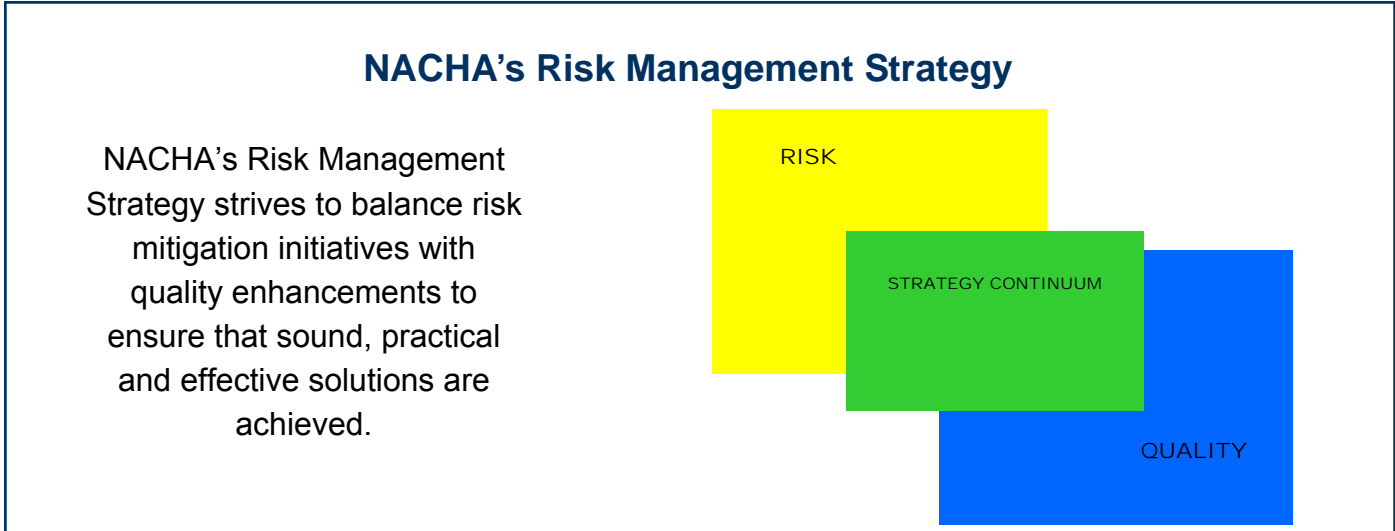 NACHA’s Risk Management Strategy
NACHA’s Risk Management
Strategy strives to balance risk
mitigation initiatives with
quality enhancements to
ensure that sound, practical
and effective solutions are
achieved.
RISK
STRATEGY CONTINUUM
QUALITY